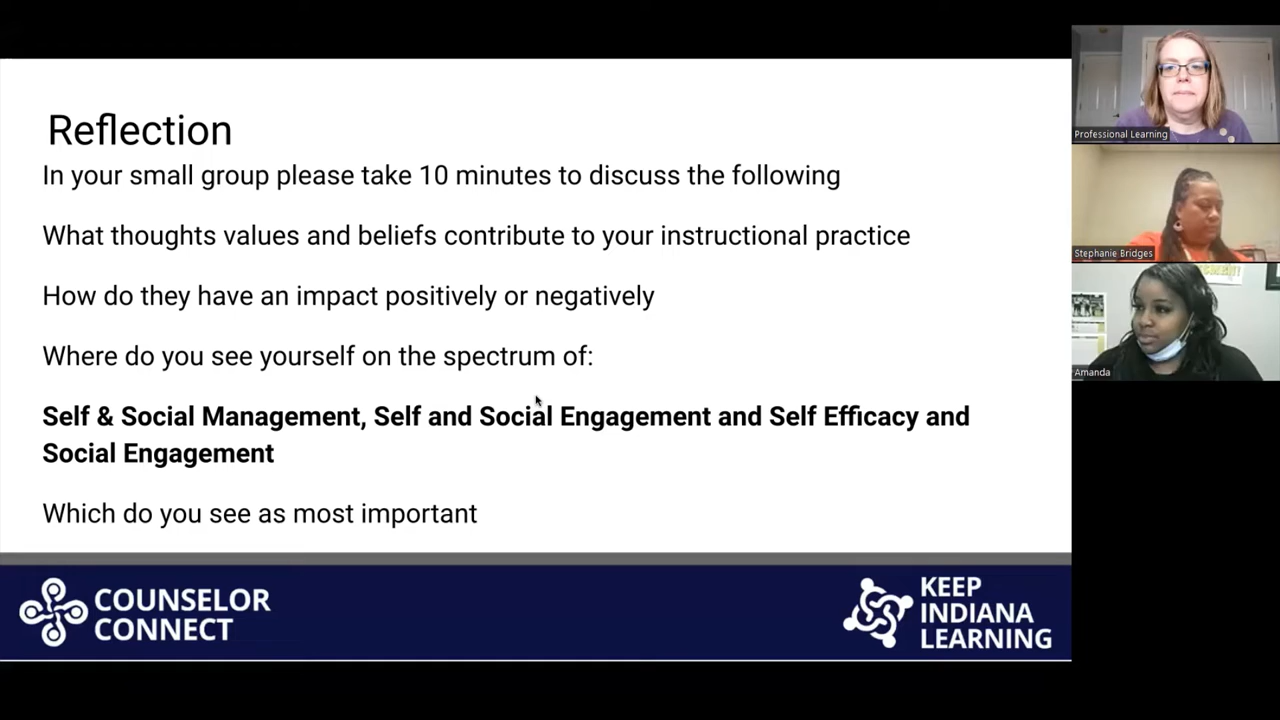 Reflection
In your small group please take 10 minutes to discuss the following
What thoughts values and beliefs contribute to your instructional practice
How do they have an impact positively or negatively
Where do you see yourself on the spectrum of:
Self & Social Management, Self and Social Engagement and Self Efficacy and
Social Engagement
Which do you see as most important
COUNSELOR
CONNECT
KEEP
INDIANA
LEARNING
Professional Learning
Stephanie Bridges
Amanda